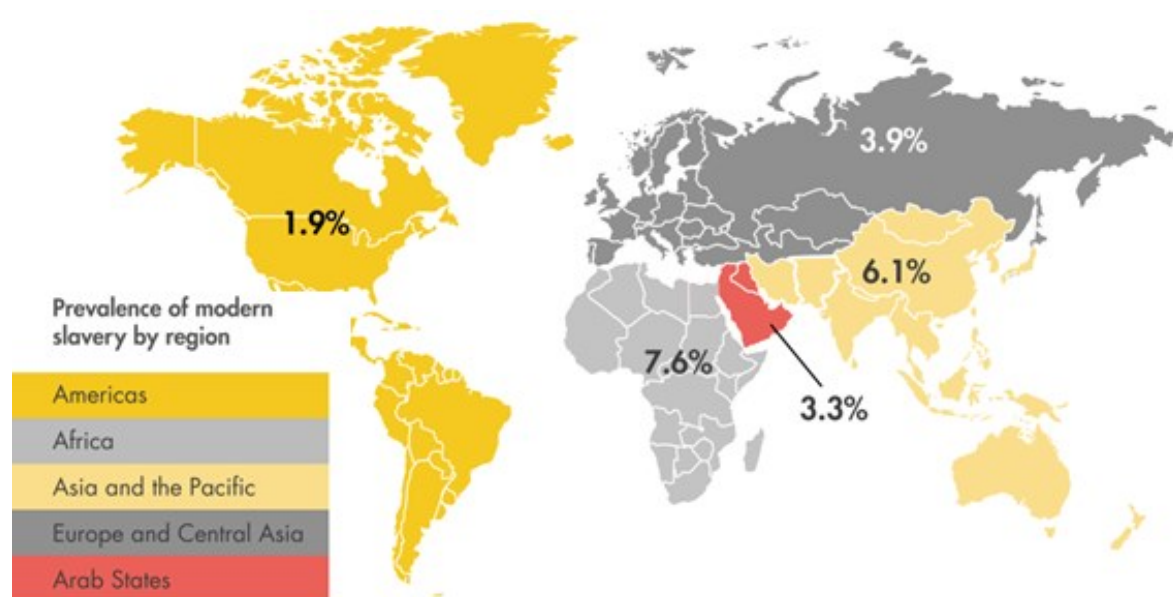 3.9%
1.9%
6.1%
7.6%
3.3%
Prevalence of modern
slavery by region
Americas
Africa
Asia and the Pacific
Europe and Central Asia
Arab States